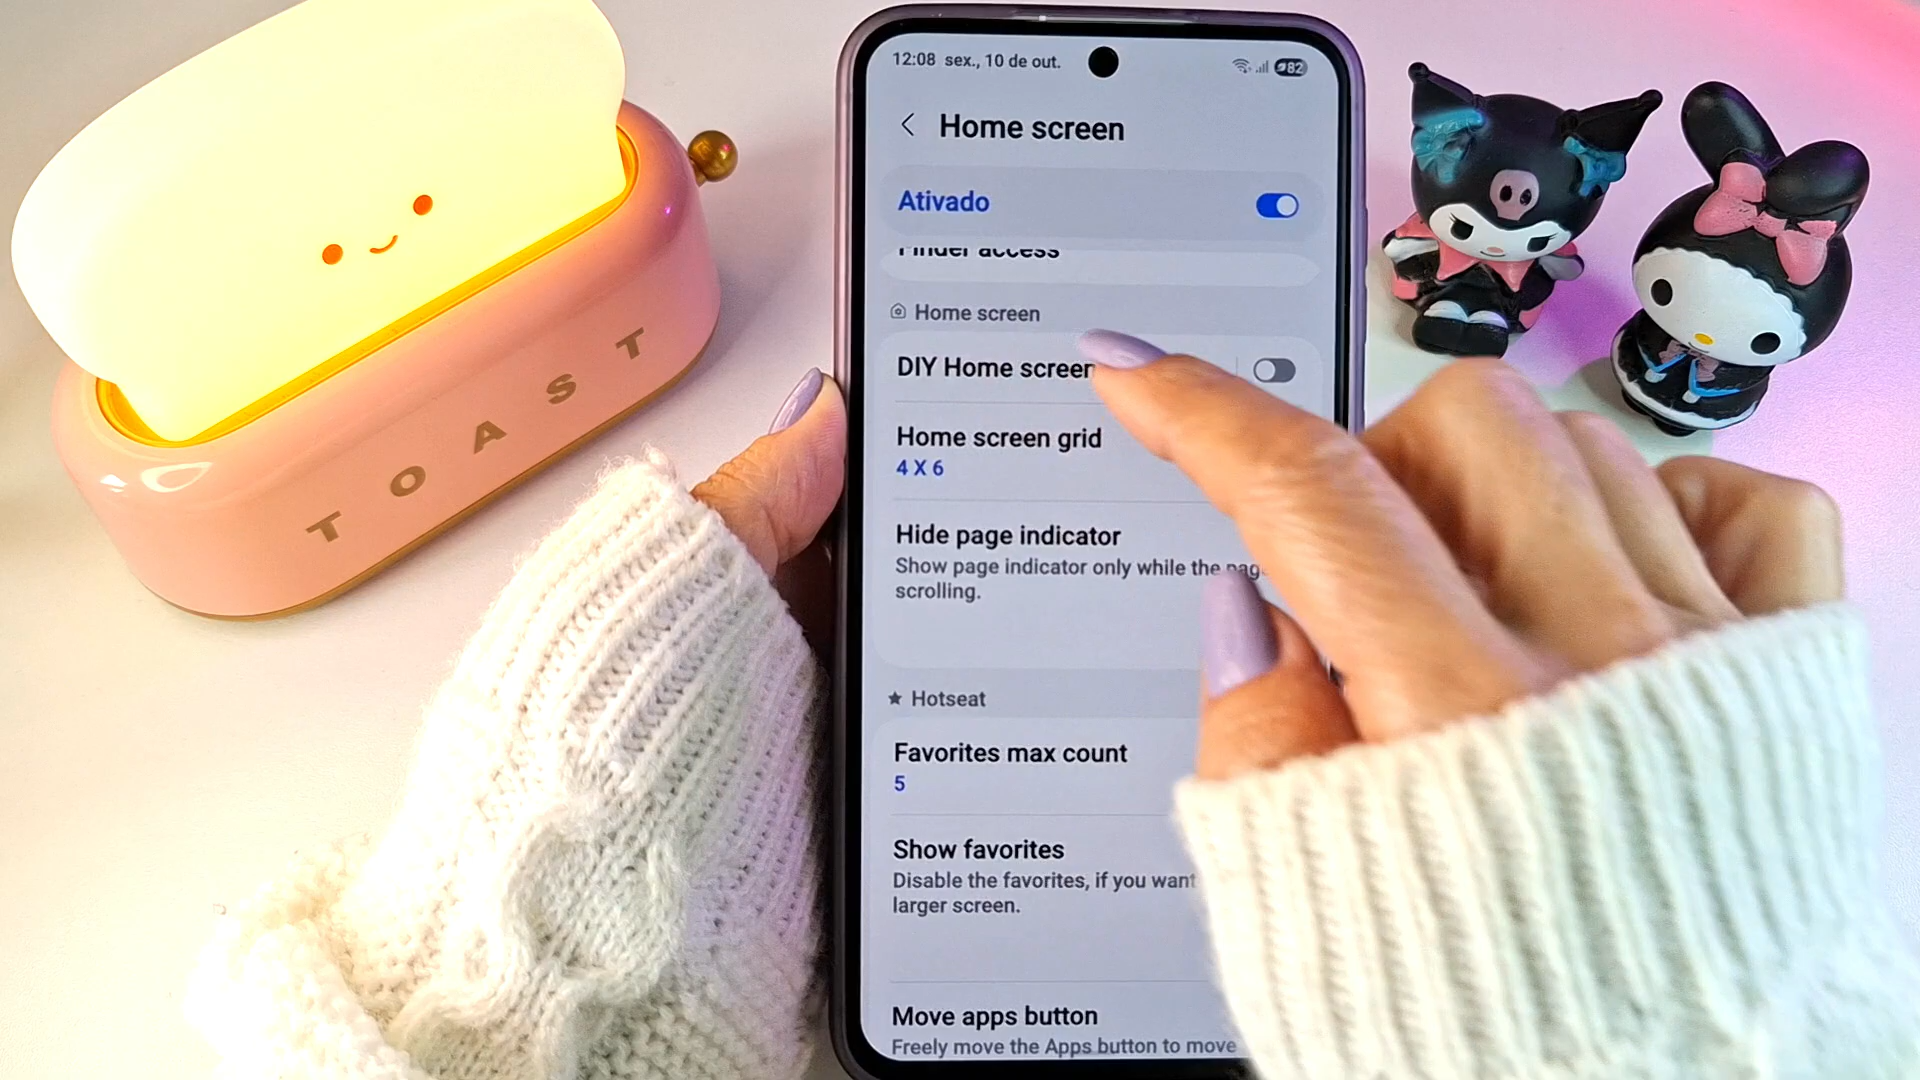 TOAST
12:08 sex., 10 de out.
82
Home screen
Ativado
Finder access
Home screen
DIY Home screen
Home screen grid
4 X 6
Hide page indicator
Show page indicator only while the
scrolling.
Hotseat
Favorites max count
5
Show favorites
Disable the favorites, if you want
larger screen.
Move apps button
Freely move the Apps button to move